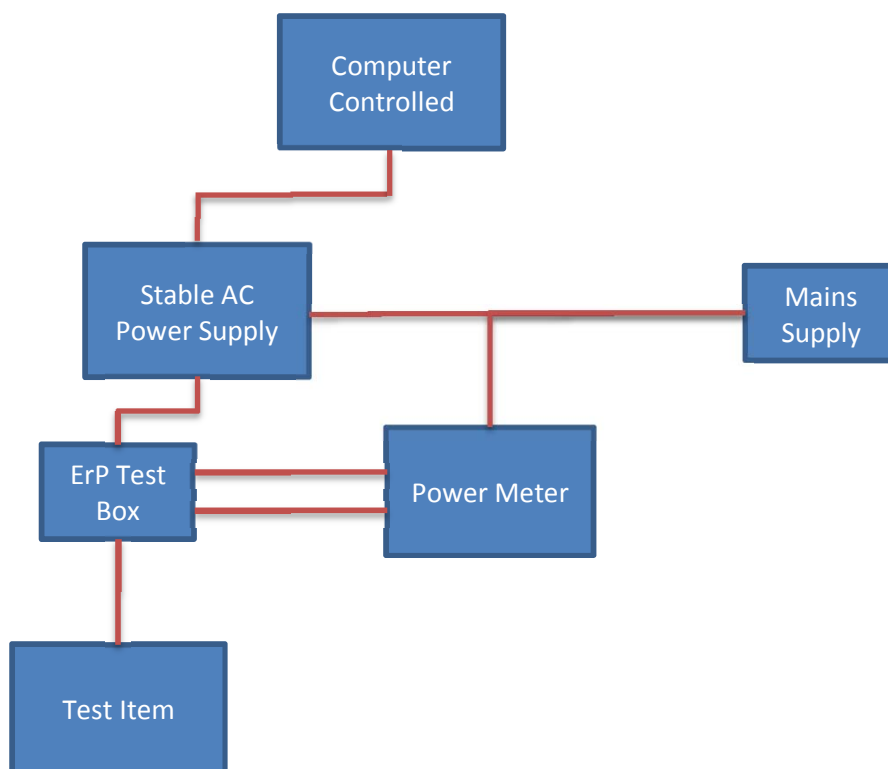 Computer
Controlled
Stable AC
Power Supply
Mains
Supply
ErP Test
Box
Power Meter
Test Item